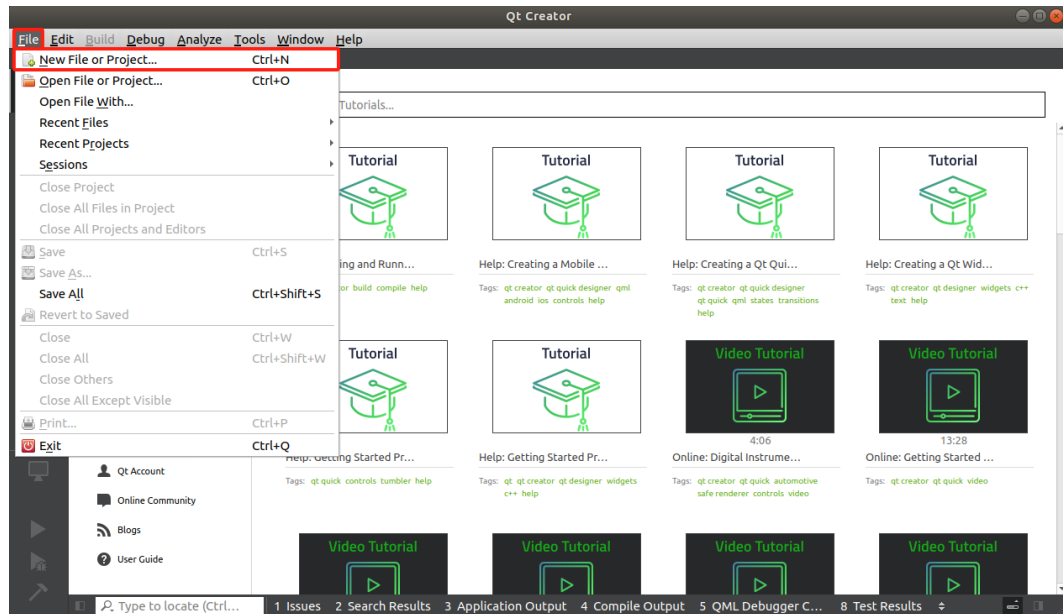 Qt Creator
File Edit Build Debug Analyze Tools Window Help
New File or Project... Ctrl+N
Open File or Project... Ctrl+O
Open File With...
Recent Files
Recent Projects
Sessions
Close Project
Close All Files in Project
Close All Projects and Editors
Save Ctrl+S
Save As...
Save All Ctrl+Shift+S
Revert to Saved
Close Ctrl+W
Close All Ctrl+Shift+W
Close Others
Close All Except Visible
Print... Ctrl+P
Exit Ctrl+Q
Qt Account
Online Community
Blogs
User Guide
Tutorials...
Tutorial
Tutorial
Tutorial
Tutorial
ing and Runn...
build compile help
Help: Creating a Mobile ...
Tags: qt creator qt quick designer qml
android ios controls help
Help: Creating a Qt Qui...
Tags: qt creator qt quick designer
qt quick qml states transitions
help
Help: Creating a Qt Wid...
Tags: qt creator qt designer widgets c++
text help
Tutorial
Tutorial
Video Tutorial
Video Tutorial
4:06
13:28
Help: Getting Started Pr...
Tags: qt quick controls tumbler help
Help: Getting Started Pr...
Tags: qt qt creator qt designer widgets
c++ help
Online: Digital Instrume...
Tags: qt creator qt quick automotive
safe renderer controls video
Online: Getting Started ...
Tags: qt creator qt quick video
Video Tutorial
Video Tutorial
Video Tutorial
Video Tutorial
Type to locate (Ctrl... 1 Issues 2 Search Results 3 Application Output 4 Compile Output 5 QML Debugger C... 8 Test Results